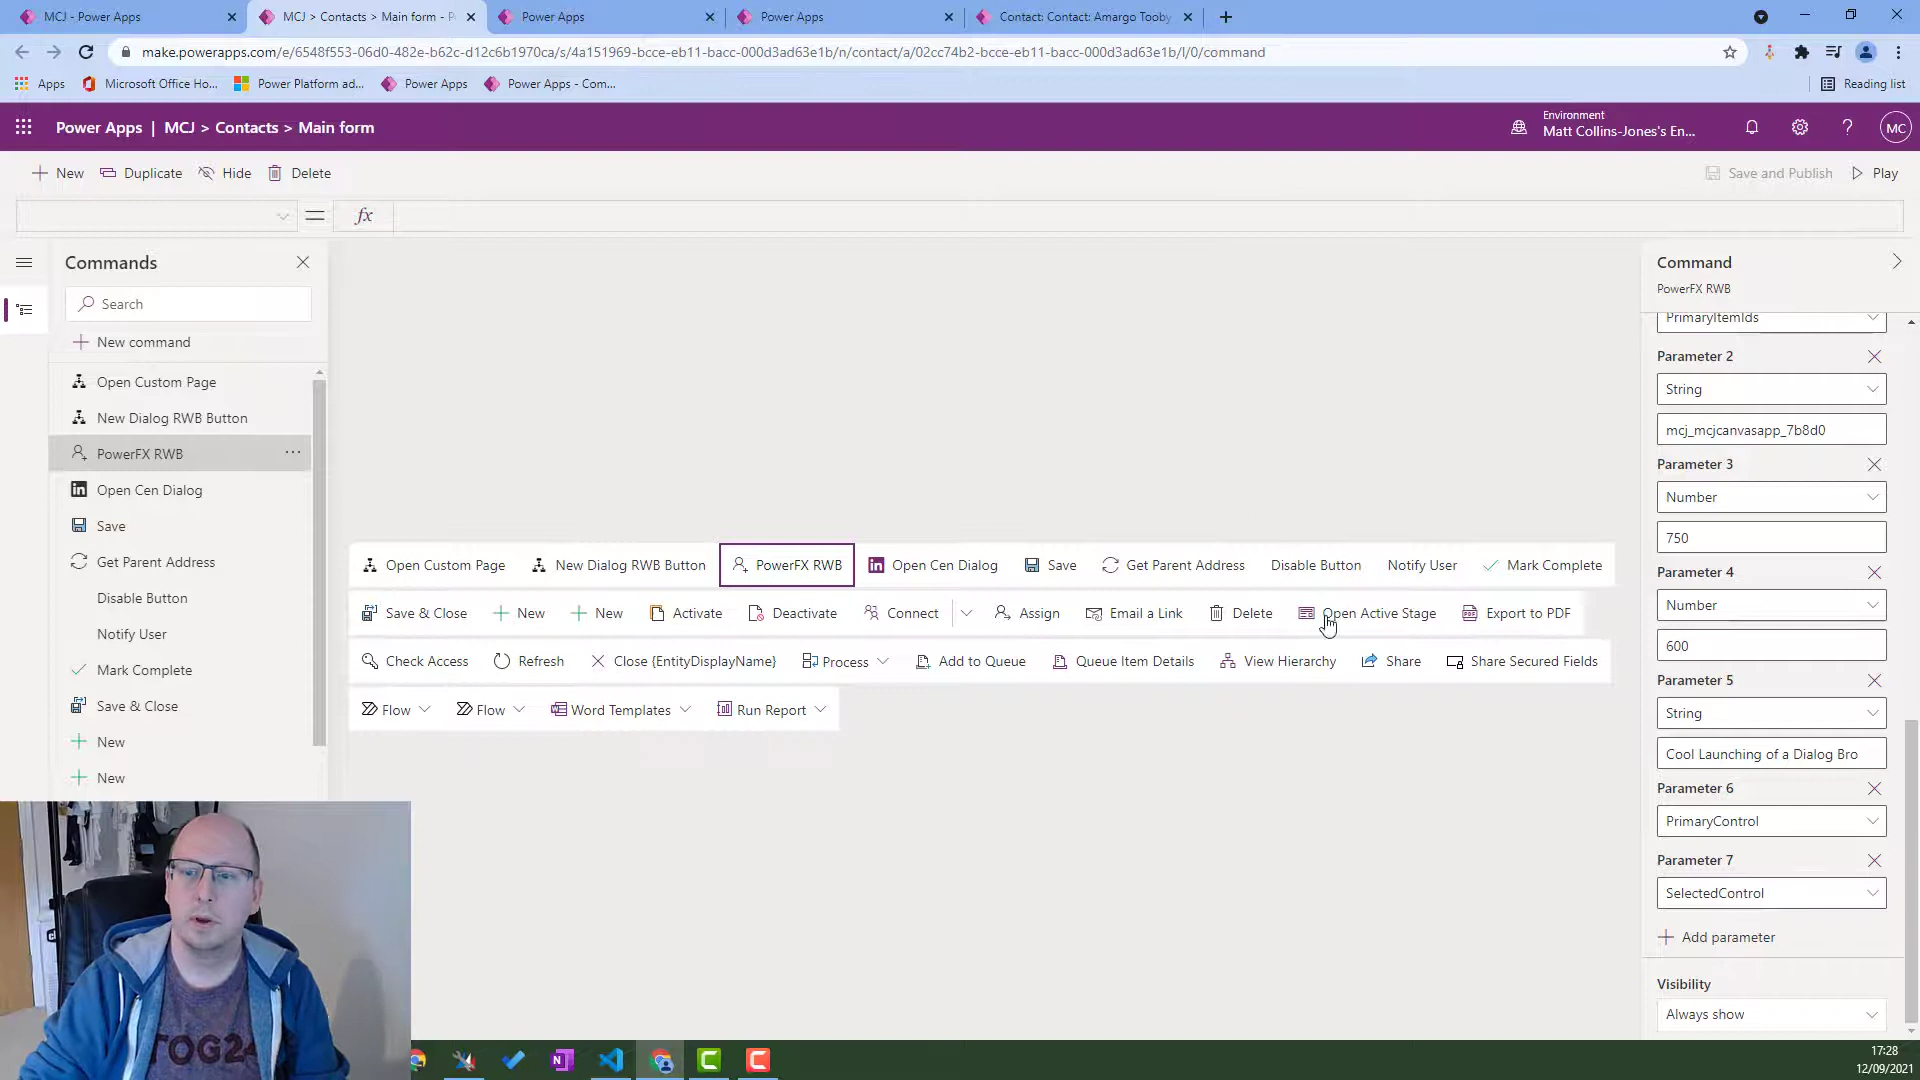 MCJ - Power Apps
MCJ > Contacts > Main form - P
Power Apps
Power Apps
Contact: Contact: Amargo Tooby
make.powerapps.com/e/6548f553-06d0-482e-b62c-d12c6b1970ca/s/4a151969-bcce-eb11-bacc-000d3ad63e1b/n/contact/a/02cc74b2-bcce-eb11-bacc-000d3ad63e1b/l/0/command
Apps
Microsoft Office Ho...
Power Platform ad...
Power Apps
Power Apps - Com...
Reading list
Power Apps | MCJ > Contacts > Main form
Environment
Matt Collins-Jones's En...
MC
New
Duplicate
Hide
Delete
Save and Publish
Play
= fx
Commands
Search
New command
Open Custom Page
New Dialog RWB Button
PowerFX RWB
Open Cen Dialog
Save
Get Parent Address
Disable Button
Notify User
Mark Complete
Save & Close
New
New
Open Custom Page
New Dialog RWB Button
PowerFX RWB
Open Cen Dialog
Save
Get Parent Address
Disable Button
Notify User
Mark Complete
Save & Close
New
New
Activate
Deactivate
Connect
Assign
Email a Link
Delete
Open Active Stage
Export to PDF
Check Access
Refresh
Close {EntityDisplayName}
Process
Add to Queue
Queue Item Details
View Hierarchy
Share
Share Secured Fields
Flow
Flow
Word Templates
Run Report
Command
PowerFX RWB
PrimaryItemIds
Parameter 2
String
mcj_mcjcanvasapp_7b8d0
Parameter 3
Number
750
Parameter 4
Number
600
Parameter 5
String
Cool Launching of a Dialog Bro
Parameter 6
PrimaryControl
Parameter 7
SelectedControl
Add parameter
Visibility
Always show
TOG24
17:28
12/09/2021